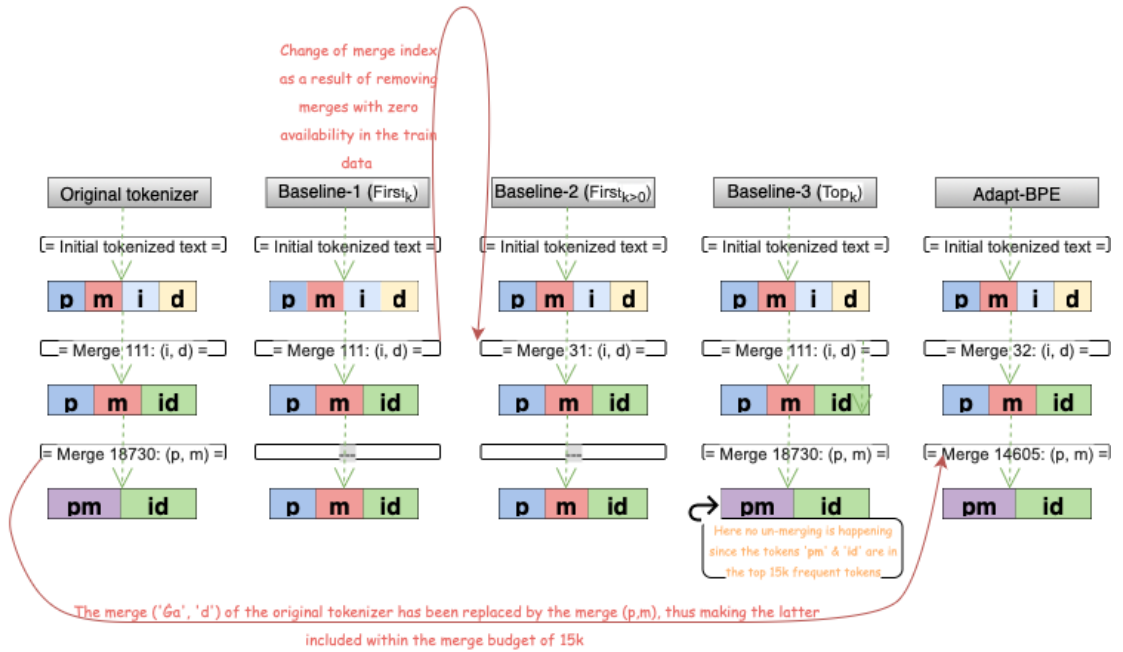 Change of merge index
as a result of removing
merges with zero
availability in the train
data
Original tokenizer
Baseline-1 (First_k)
Baseline-2 (First_k>0)
Baseline-3 (Top_k)
Adapt-BPE
[= Initial tokenized text =]
[= Initial tokenized text =]
[= Initial tokenized text =]
[= Initial tokenized text =]
[= Initial tokenized text =]
p m i d
p m i d
p m i d
p m i d
p m i d
= Merge 111: (i, d) =
= Merge 111: (i, d) =
= Merge 31: (i, d) =
= Merge 111: (i, d) =
= Merge 32: (i, d) =
p m id
p m id
p m id
p m id
p m id
= Merge 18730: (p, m) =
---
---
= Merge 18730: (p, m) =
= Merge 14605: (p, m) =
pm id
p m id
p m id
pm id
pm id
Here no un-merging is happening
since the tokens 'pm' & 'id' are in
the top 15k frequent tokens
The merge ('Ġa', 'd') of the original tokenizer has been replaced by the merge (p,m), thus making the latter
included within the merge budget of 15k